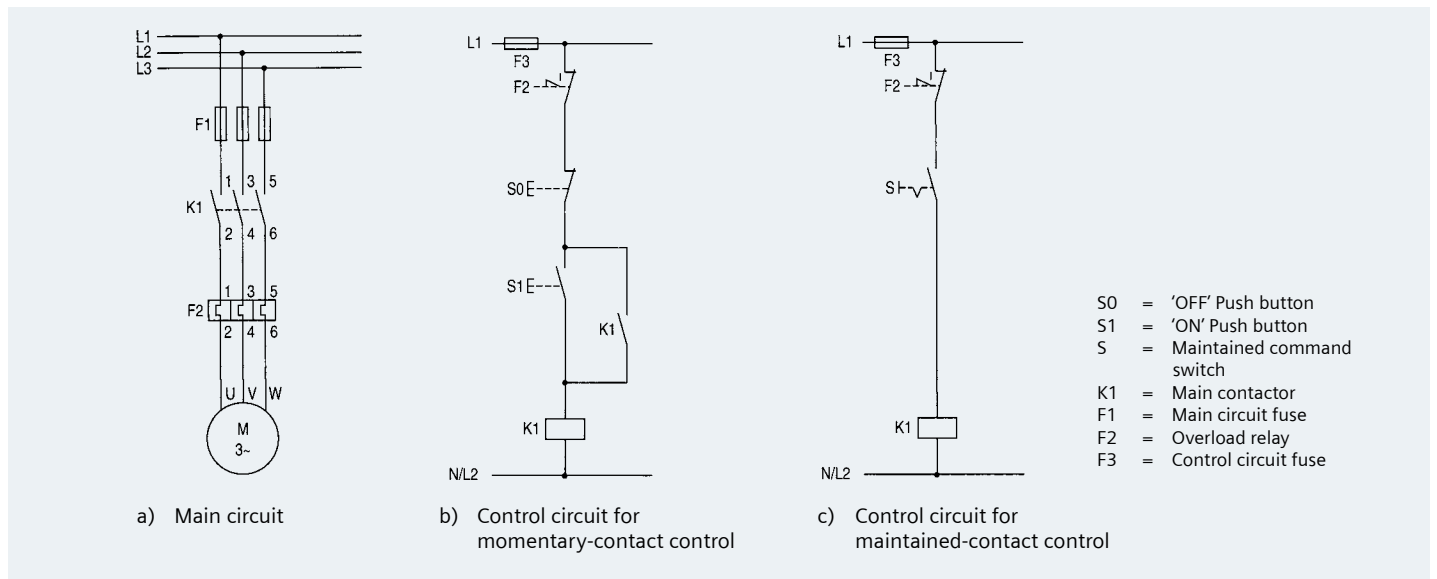 L1
L2
L3
F1
1 3 5
K1
2 4 6
1 3 5
F2
2 4 6
U V W
M
3~
a) Main circuit
L1
F3
F2
S0
S1
K1
K1
N/L2
b) Control circuit for
momentary-contact control
L1
F3
F2
S
K1
N/L2
c) Control circuit for
maintained-contact control
S0 = ‘OFF’ Push button
S1 = ‘ON’ Push button
S = Maintained command
switch
K1 = Main contactor
F1 = Main circuit fuse
F2 = Overload relay
F3 = Control circuit fuse